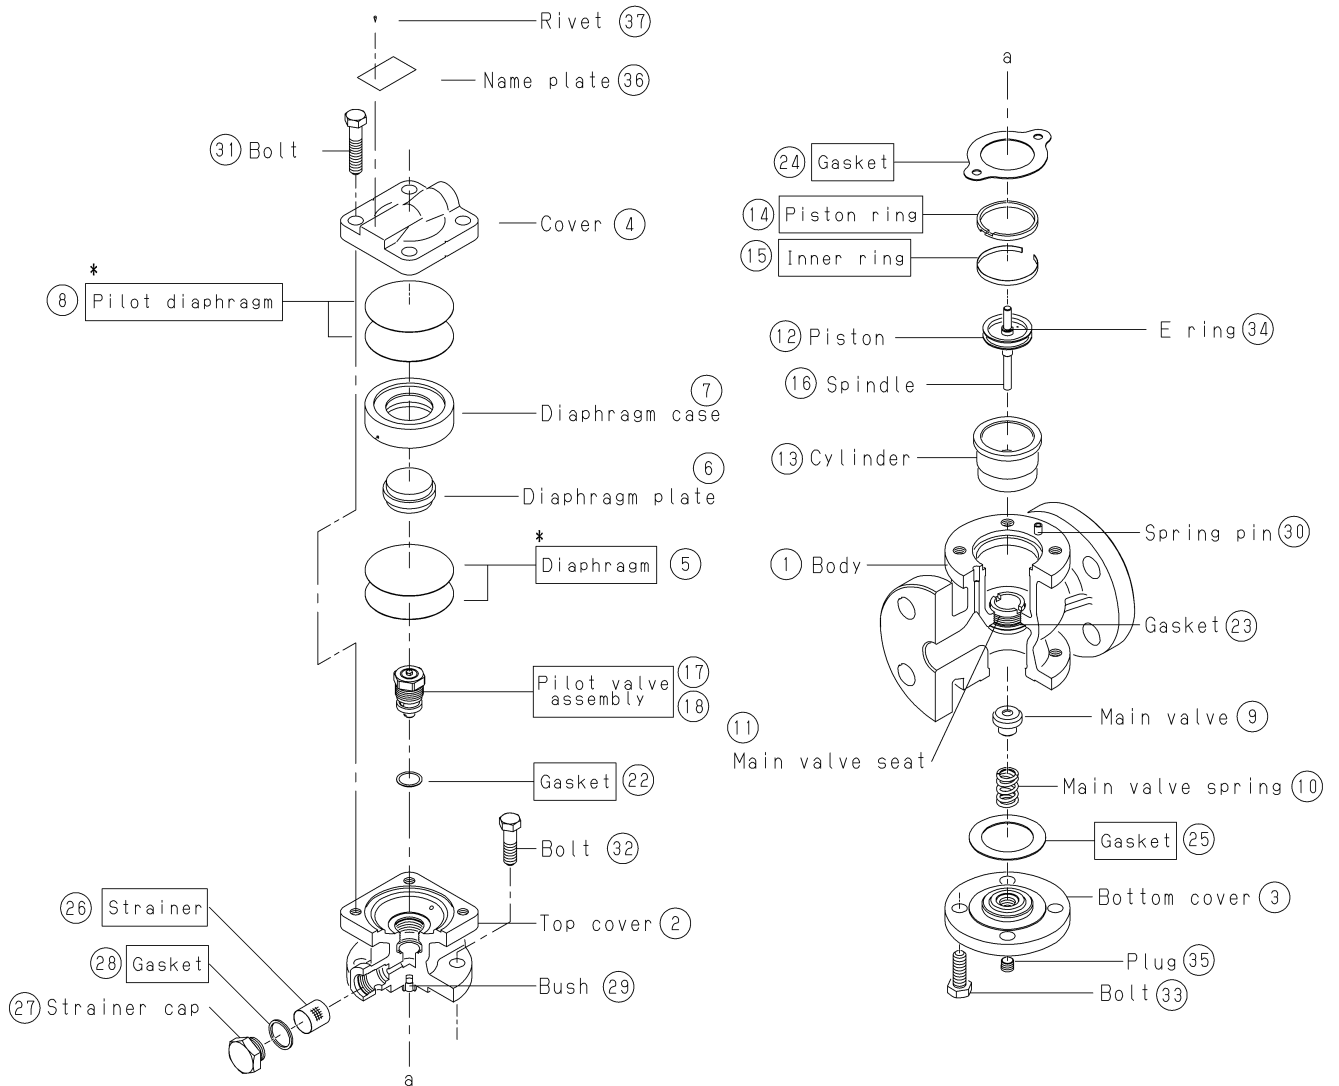 Rivet 37
Name plate 36
31 Bolt
Cover 4
*
8 Pilot diaphragm
7
Diaphragm case
6
Diaphragm plate
*
Diaphragm 5
Pilot valve 17
assembly 18
Gasket 22
Bolt 32
26 Strainer
Top cover 2
28 Gasket
Bush 29
27 Strainer cap
a
a
24 Gasket
14 Piston ring
15 Inner ring
E ring 34
12 Piston
16 Spindle
13 Cylinder
Spring pin 30
1 Body
Gasket 23
Main valve 9
11
Main valve seat
Main valve spring 10
Gasket 25
Bottom cover 3
Plug 35
Bolt 33